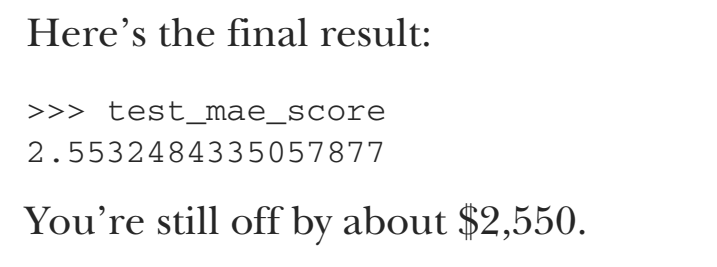 Here’s the final result:
>>> test_mae_score
2.5532484335057877
You’re still off by about $2,550.